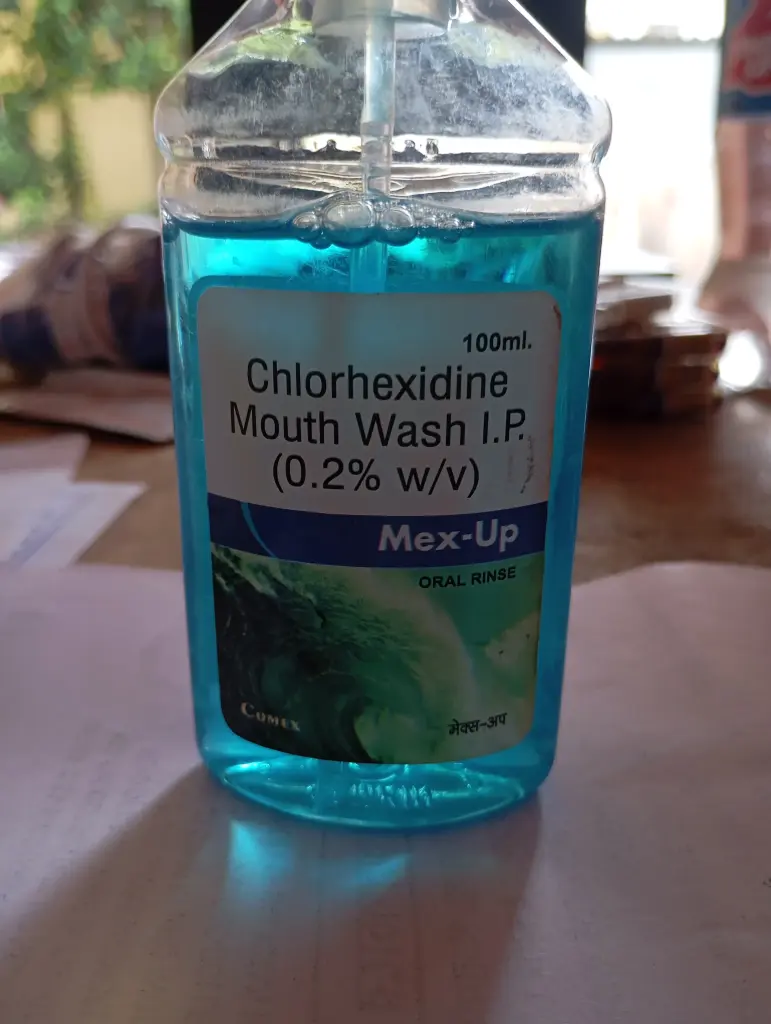 100ml.
Chlorhexidine
Mouth Wash I.P.
(0.2% w/v)
Mex-Up
ORAL RINSE
COMEX
मेक्स-अप